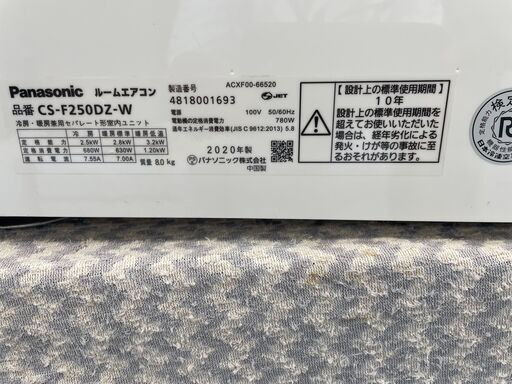 Panasonic ルームエアコン
品番 CS-F250DZ-W
冷房・暖房兼用セパレート形室内ユニット
冷房標準 暖房標準 暖房低温
定格能力 2.5kW 2.8kW 3.2kW
定格消費電力 680W 630W 1.20kW
運転電流 7.55A 7.00A
質量 8.0kg
製造番号 ACXF00-66520
4818001693 JET
定格 100V 50/60Hz
電動機の定格消費電力 780W
通年エネルギー消費効率(JIS C 9612:2013) 5.8
2020年製
パナソニック株式会社
中国製
【設計上の標準使用期間】
10年
設計上の標準使用期間を
超えてお使いいただいた
場合は、経年劣化による
発火・けが等の事故に
至るおそれがあります。
検定